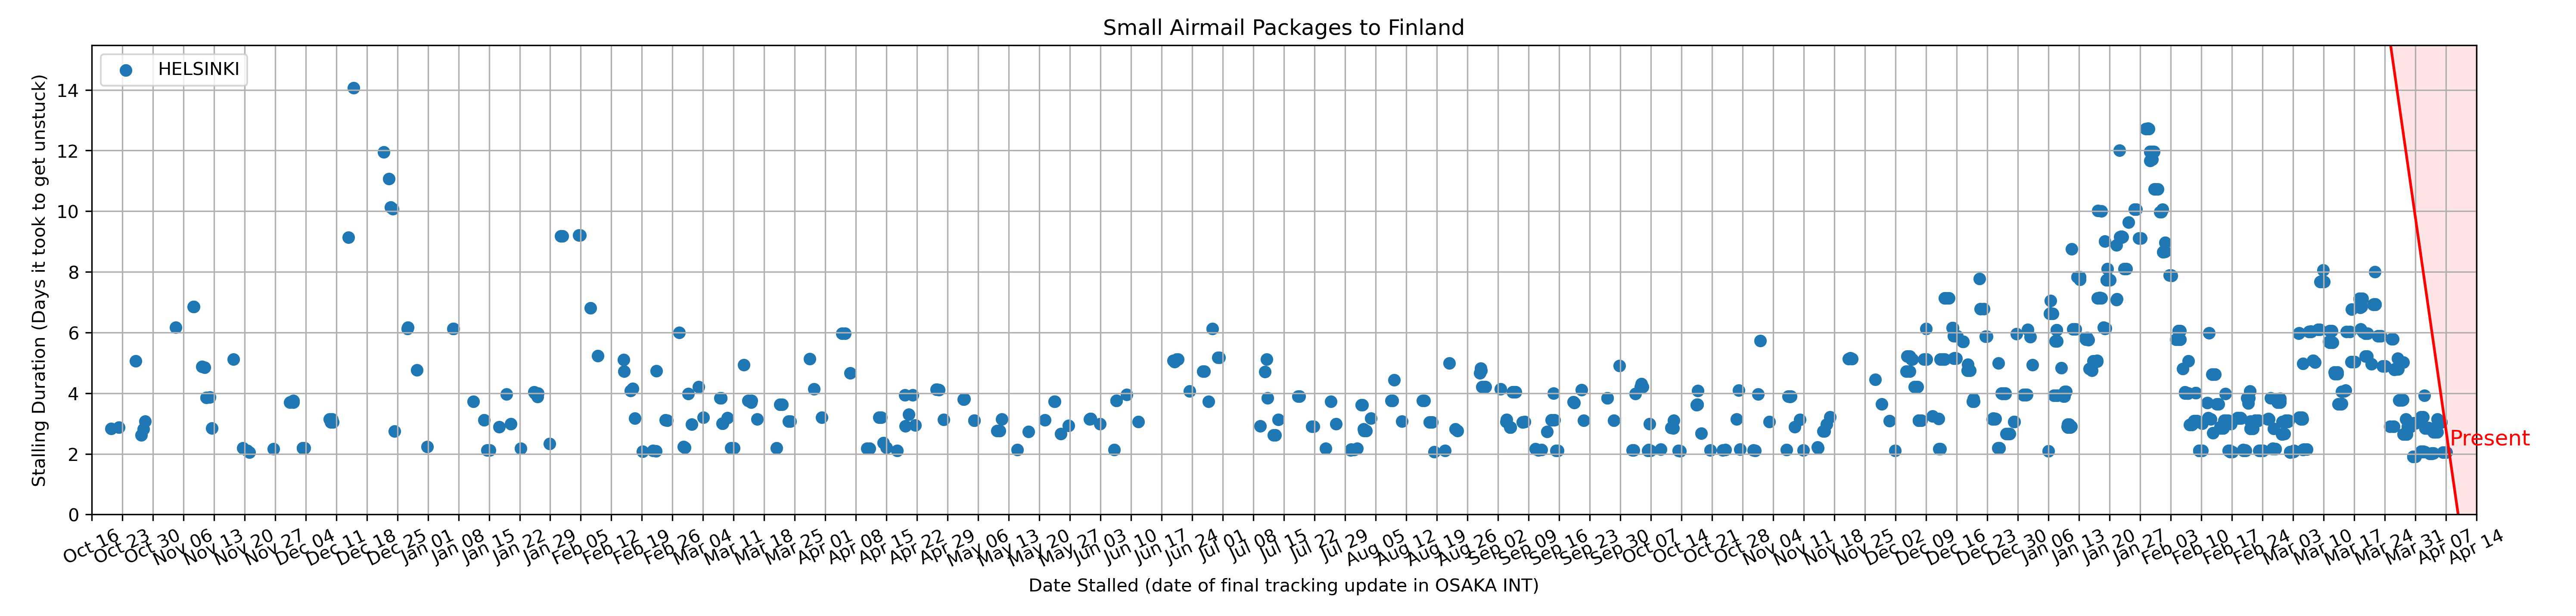 Small Airmail Packages to Finland
HELSINKI
Stalling Duration (Days it took to get unstuck)
14
12
10
8
6
4
2
0
Present
Oct 16 Oct 23 Oct 30 Nov 06 Nov 13 Nov 20 Nov 27 Dec 04 Dec 11 Dec 18 Dec 25 Jan 01 Jan 08 Jan 15 Jan 22 Jan 29 Feb 05 Feb 12 Feb 19 Feb 26 Mar 04 Mar 11 Mar 18 Mar 25 Apr 01 Apr 08 Apr 15 Apr 22 Apr 29 May 06 May 13 May 20 May 27 Jun 03 Jun 10 Jun 17 Jun 24 Jul 01 Jul 08 Jul 15 Jul 22 Jul 29 Aug 05 Aug 12 Aug 19 Aug 26 Sep 02 Sep 09 Sep 16 Sep 23 Sep 30 Oct 07 Oct 14 Oct 21 Oct 28 Nov 04 Nov 11 Nov 18 Nov 25 Dec 02 Dec 09 Dec 16 Dec 23 Dec 30 Jan 06 Jan 13 Jan 20 Jan 27 Feb 03 Feb 10 Feb 17 Feb 24 Mar 03 Mar 10 Mar 17 Mar 24 Mar 31 Apr 07 Apr 14
Date Stalled (date of final tracking update in OSAKA INT)